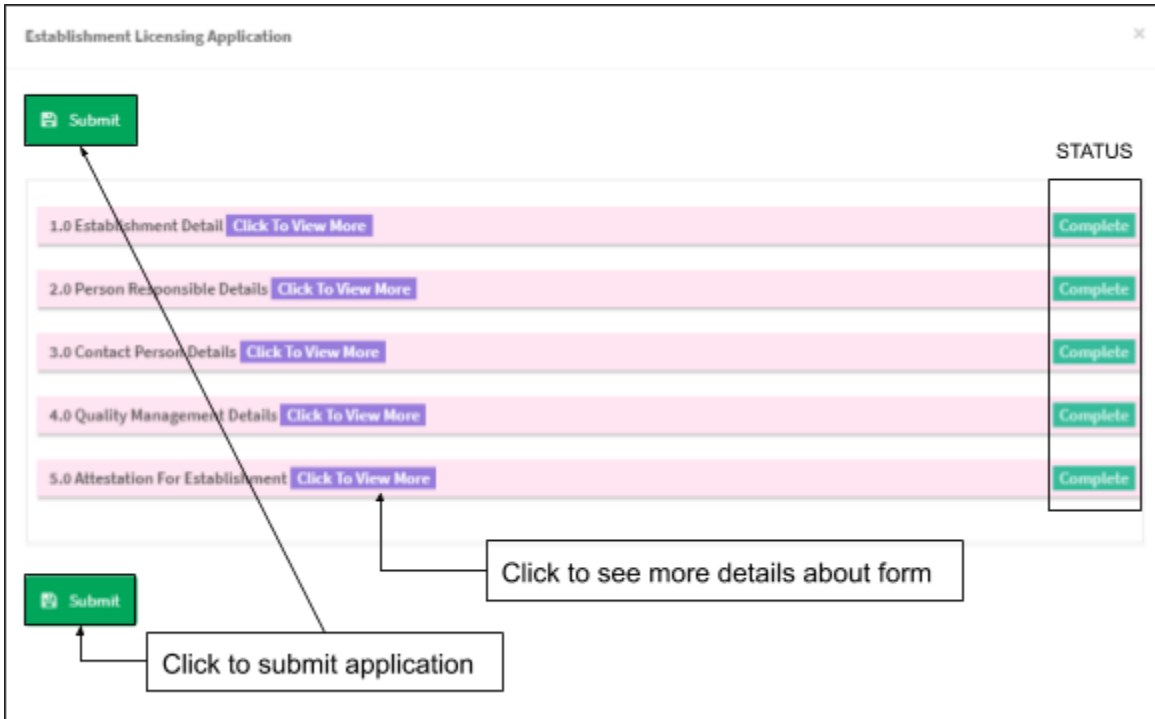 Establishment Licensing Application ×
Submit
STATUS
1.0 Establishment Detail Click To View More Complete
2.0 Person Responsible Details Click To View More Complete
3.0 Contact Person Details Click To View More Complete
4.0 Quality Management Details Click To View More Complete
5.0 Attestation For Establishment Click To View More Complete
Click to see more details about form
Submit
Click to submit application